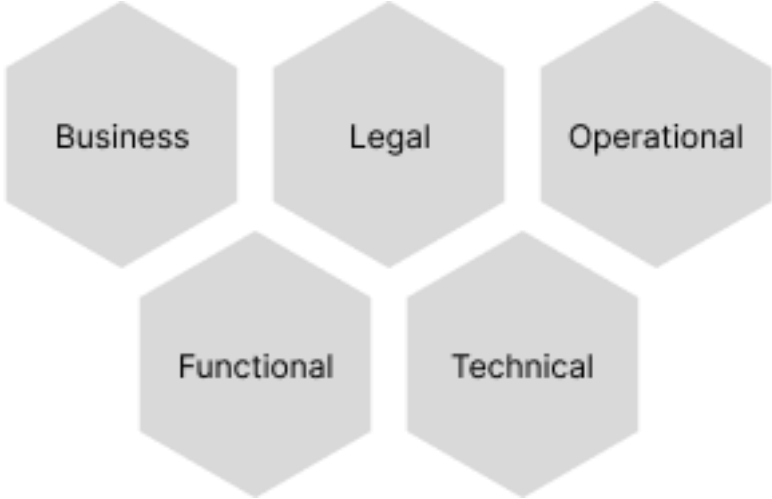 Business
Legal
Operational
Functional
Technical